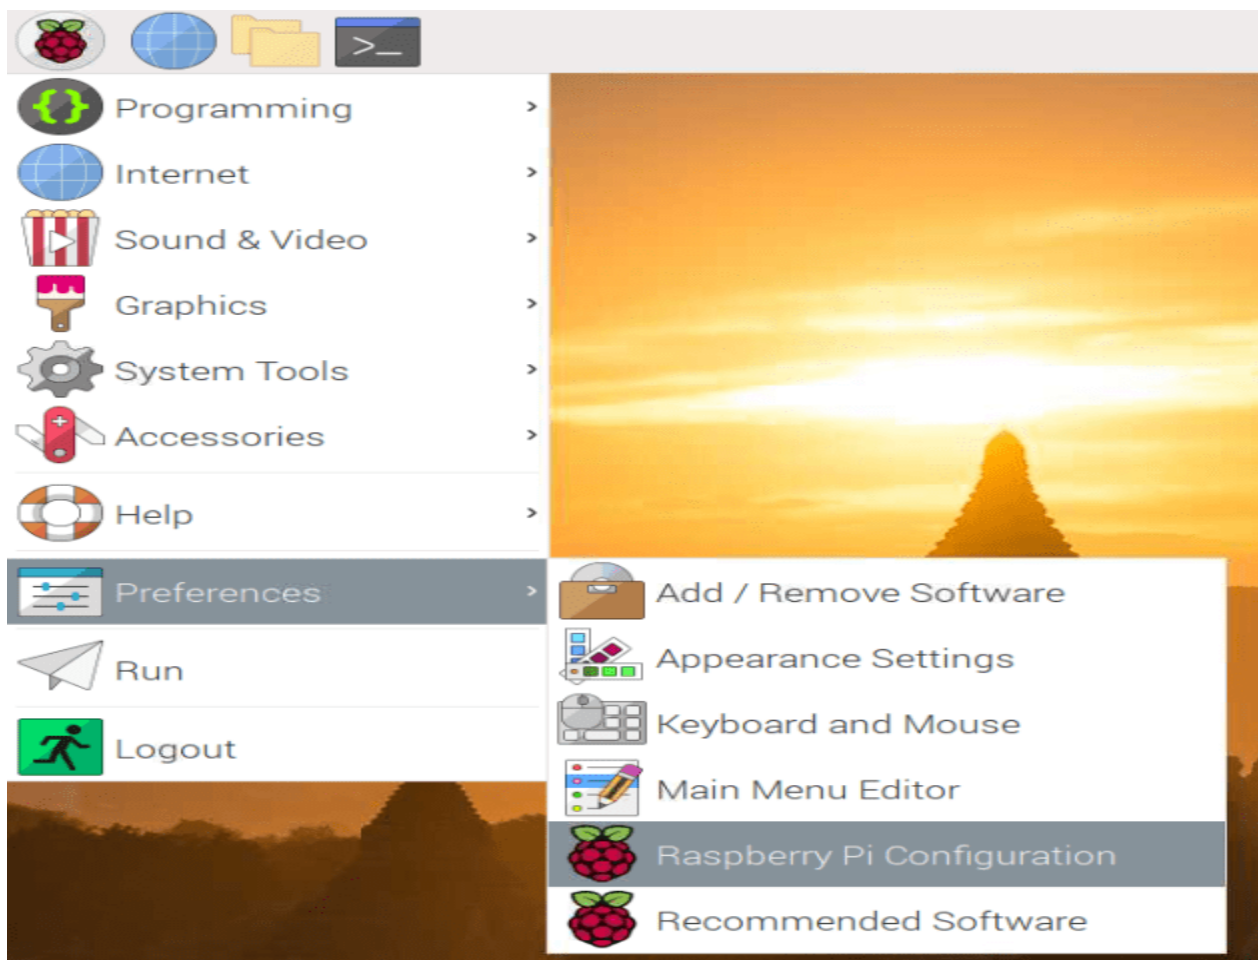 >_
Programming
Internet
Sound & Video
Graphics
System Tools
Accessories
Help
Preferences
Run
Logout
Add / Remove Software
Appearance Settings
Keyboard and Mouse
Main Menu Editor
Raspberry Pi Configuration
Recommended Software